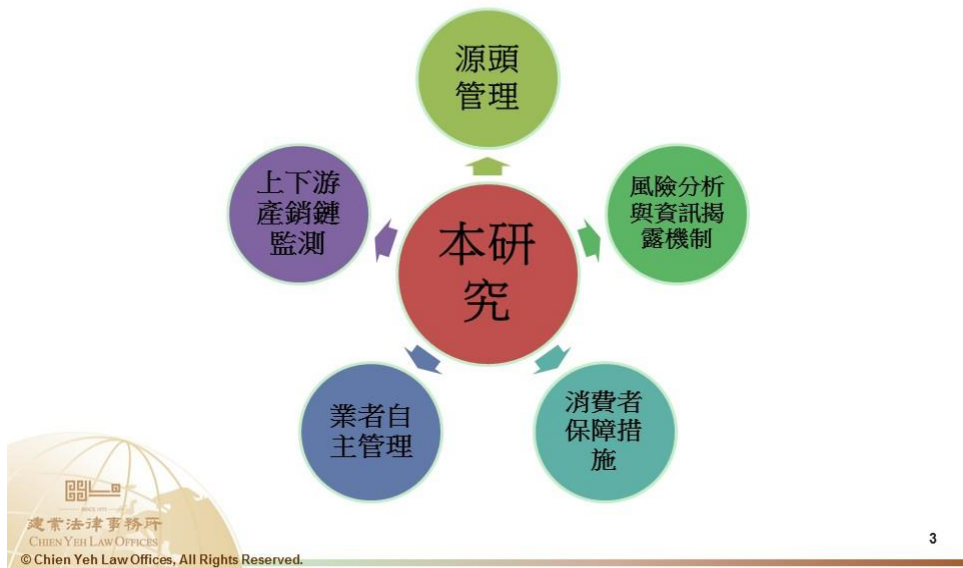 源頭
管理
上下游
產銷鏈
監測
風險分析
與資訊揭
露機制
本研
究
業者自
主管理
消費者
保障措
施
SINCE 1975
建業法律事務所
CHIEN YEH LAW OFFICES
© Chien Yeh Law Offices, All Rights Reserved.
3